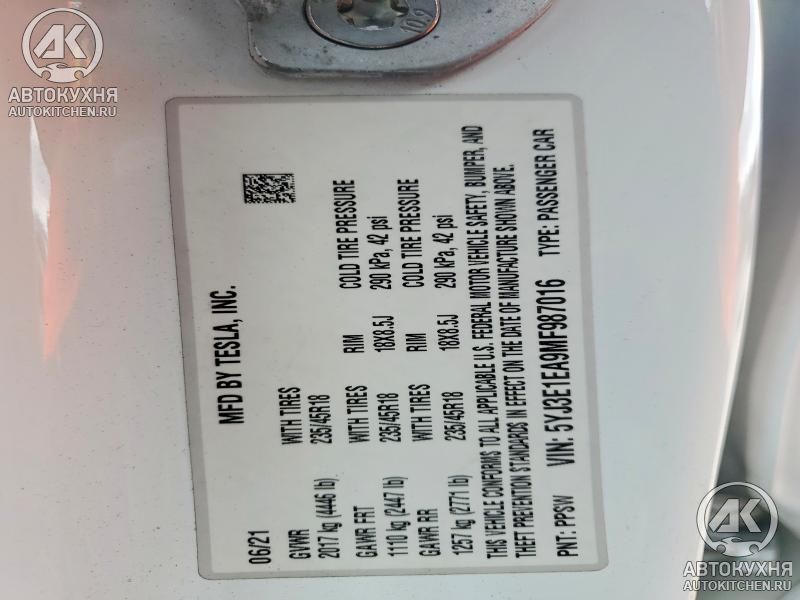 АК
АВТОКУХНЯ
AUTOKITCHEN.RU
10.9
MFD BY TESLA, INC.
06/21
GVWR WITH TIRES RIM COLD TIRE PRESSURE
2017 kg (4446 lb) 235/45R18 18X8.5J 290 kPa, 42 psi
GAWR FRT WITH TIRES RIM COLD TIRE PRESSURE
1110 kg (2447 lb) 235/45R18 18X8.5J 290 kPa, 42 psi
GAWR RR WITH TIRES
1257 kg (2771 lb) 235/45R18
THIS VEHICLE CONFORMS TO ALL APPLICABLE U.S. FEDERAL MOTOR VEHICLE SAFETY, BUMPER, AND
THEFT PREVENTION STANDARDS IN EFFECT ON THE DATE OF MANUFACTURE SHOWN ABOVE.
PNT: PPSW VIN: 5YJ3E1EA9MF987016 TYPE: PASSENGER CAR
АК
АВТОКУХНЯ
AUTOKITCHEN.RU